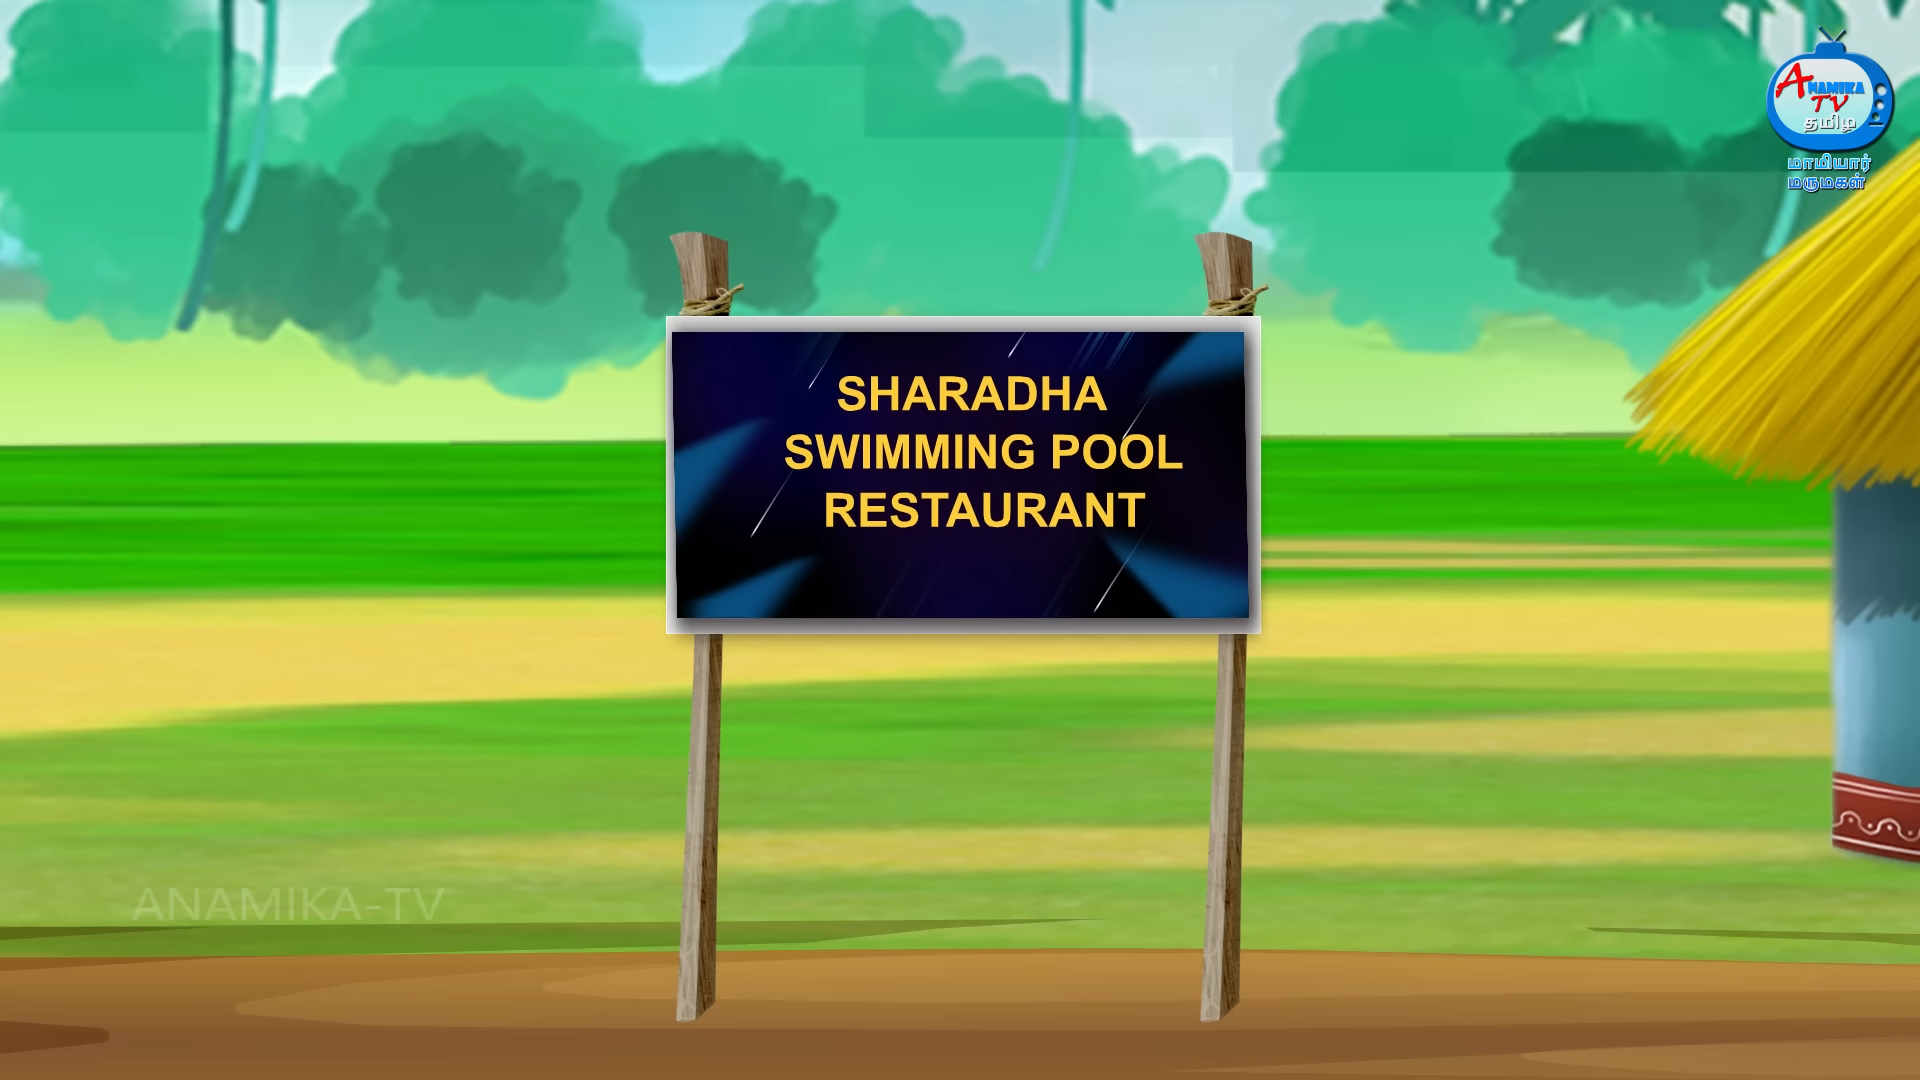 ANAMIKA
TV
தமிழ்
மாமியார்
மருமகள்
SHARADHA
SWIMMING POOL
RESTAURANT
ANAMIKA-TV